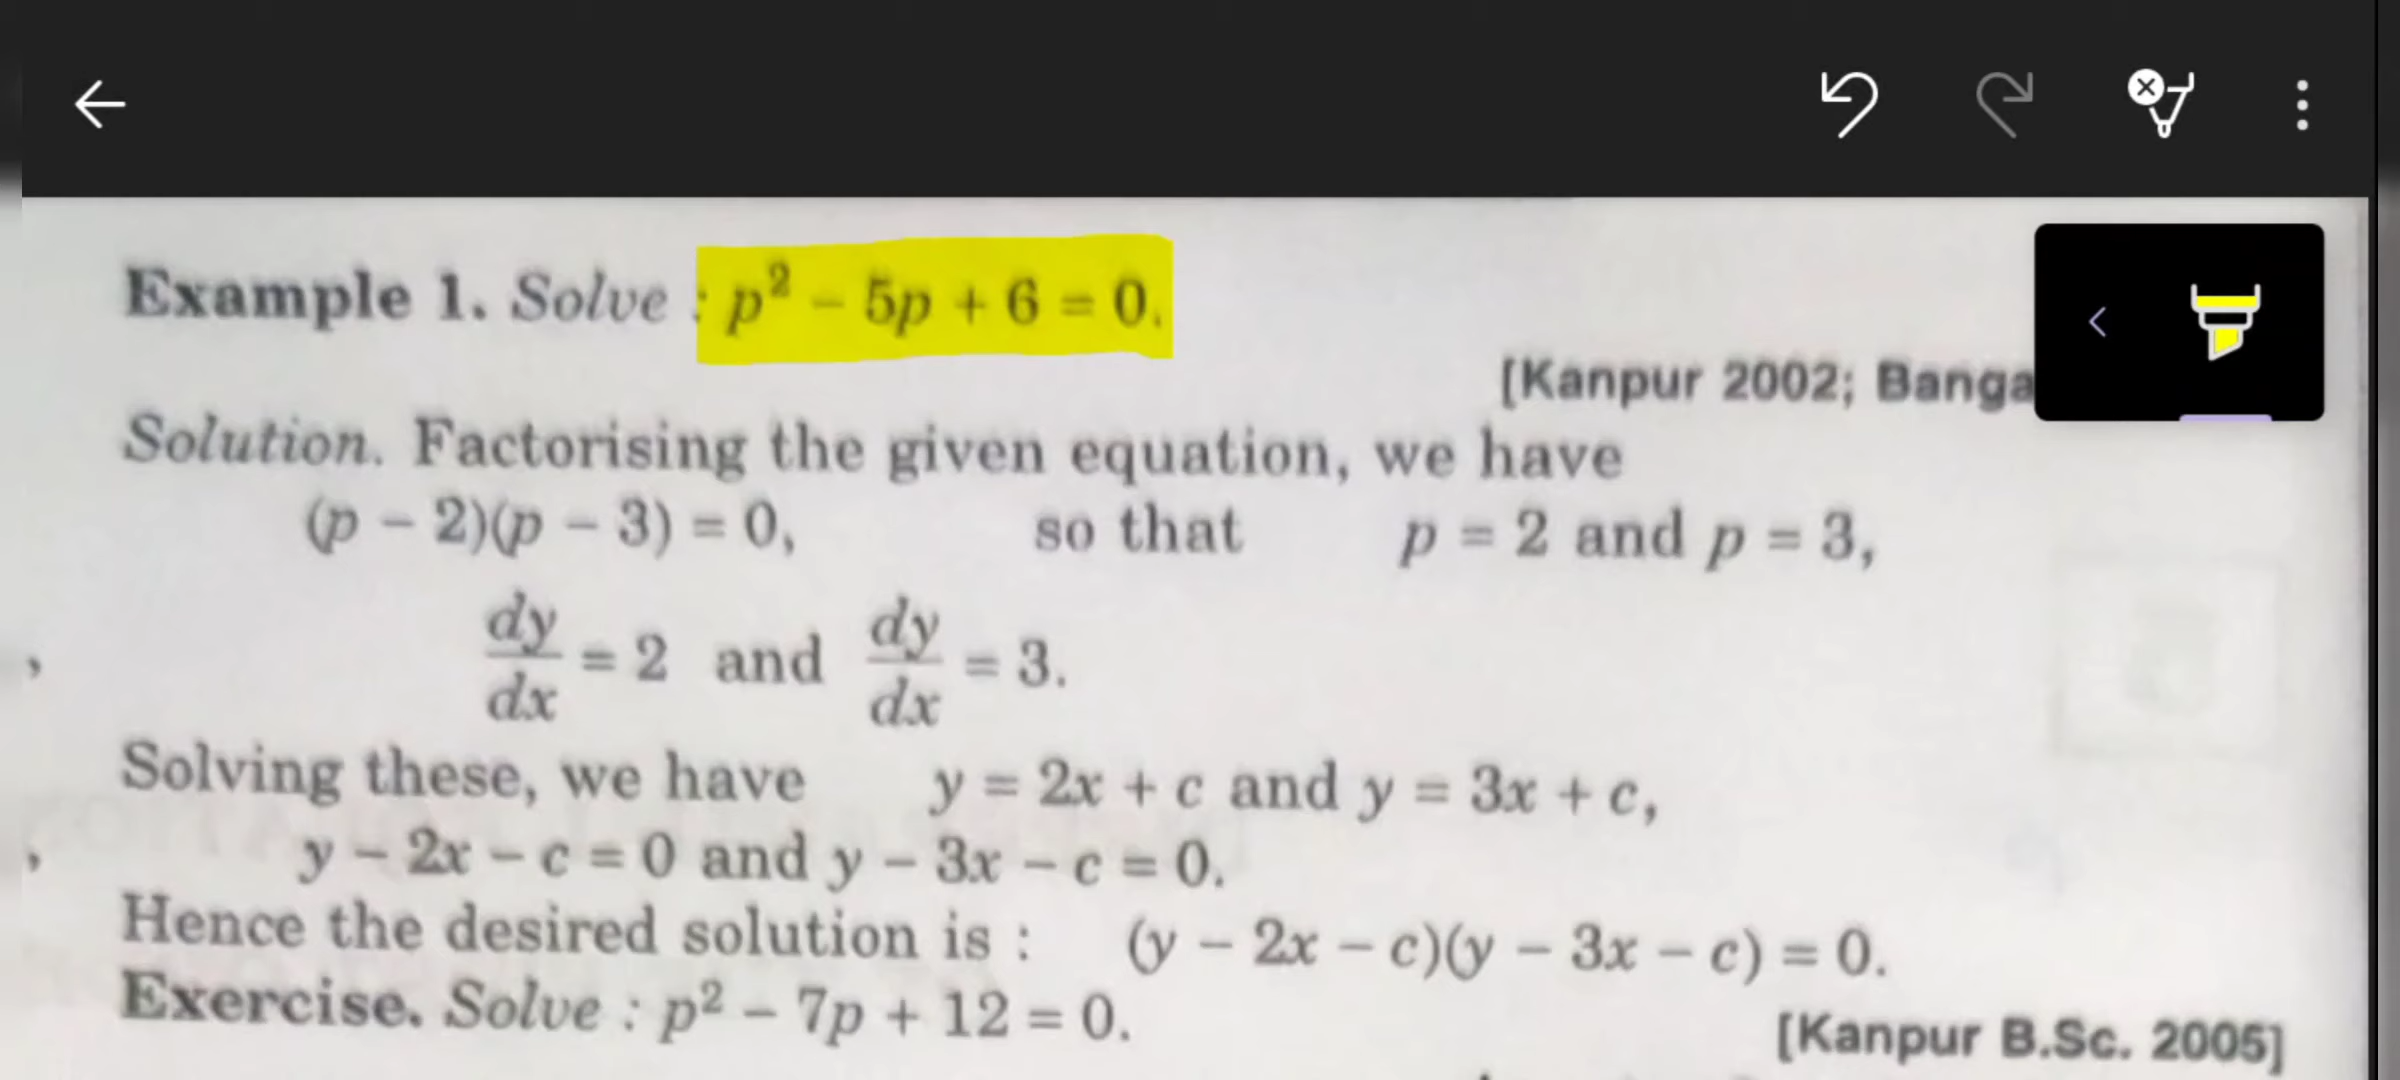 Example 1. Solve : p² – 5p + 6 = 0.
[Kanpur 2002; Banga
Solution. Factorising the given equation, we have
(p – 2)(p – 3) = 0, so that p = 2 and p = 3,
dy/dx = 2 and dy/dx = 3.
Solving these, we have y = 2x + c and y = 3x + c,
y – 2x – c = 0 and y – 3x – c = 0.
Hence the desired solution is : (y – 2x – c)(y – 3x – c) = 0.
Exercise. Solve : p² – 7p + 12 = 0.
[Kanpur B.Sc. 2005]